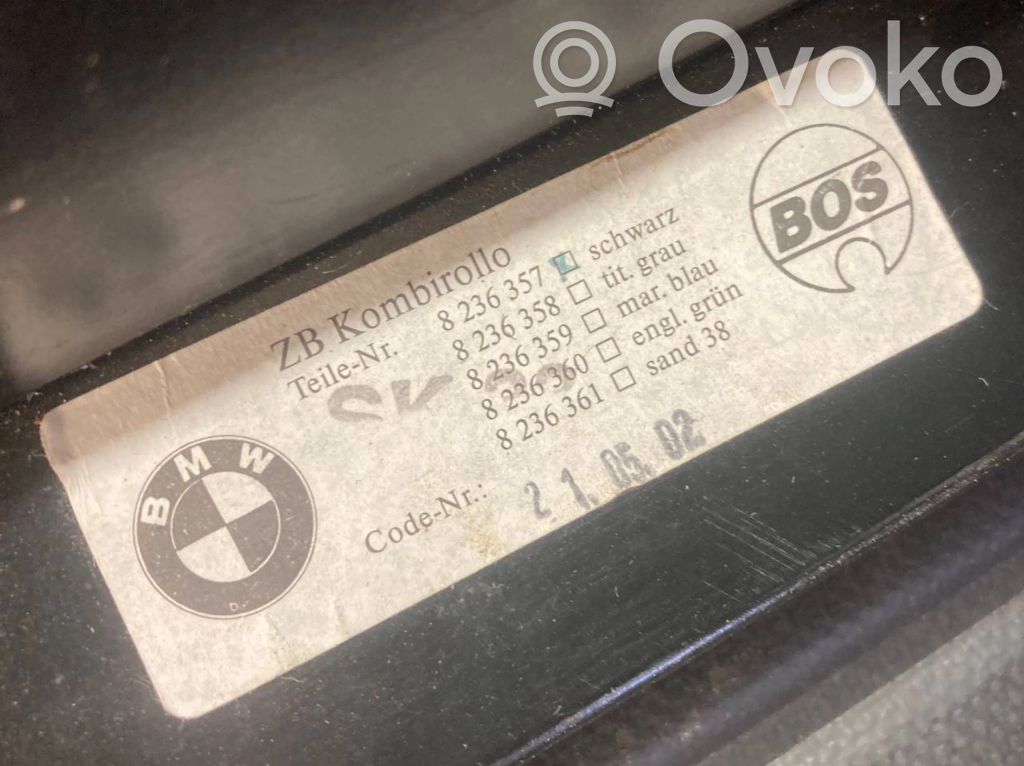 Ovoko
ZB Kombirollo
Teile-Nr. 8 236 357 schwarz
8 236 358 tit. grau
8 236 359 mar. blau
8 236 360 engl. grün
8 236 361 sand 38
Code-Nr.: 21.05.02
BMW
BOS